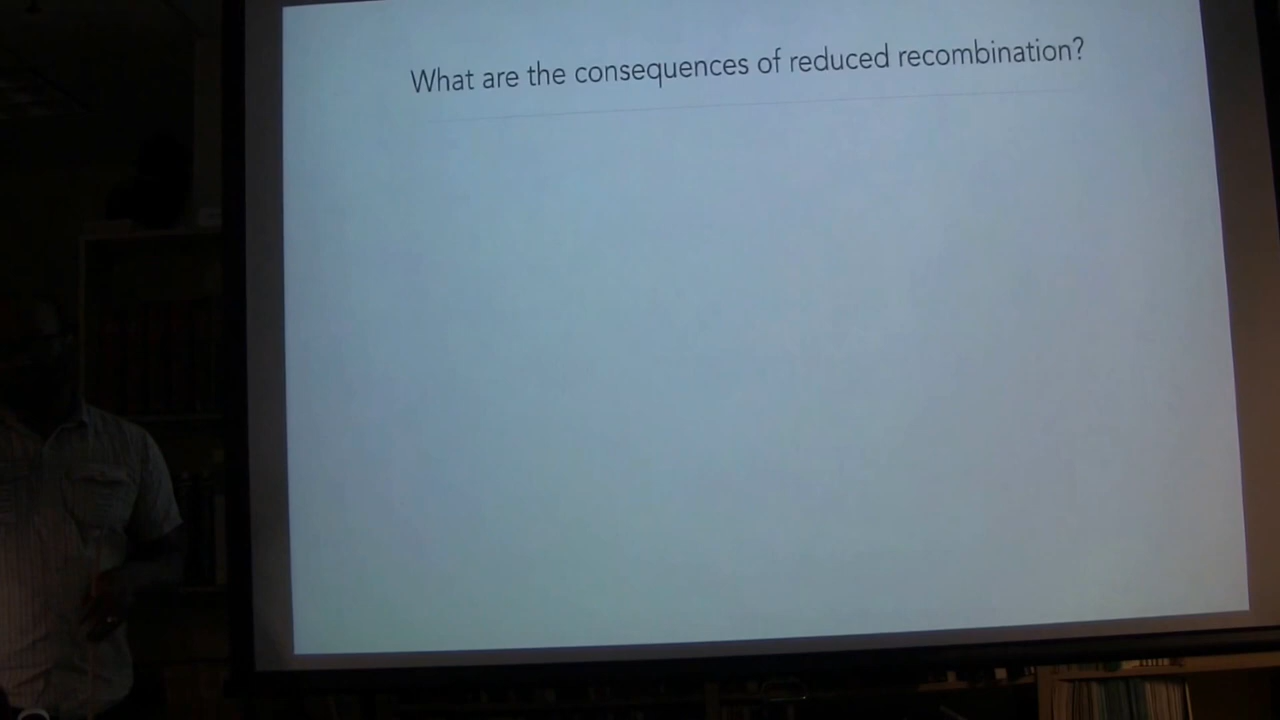 What are the consequences of reduced recombination?